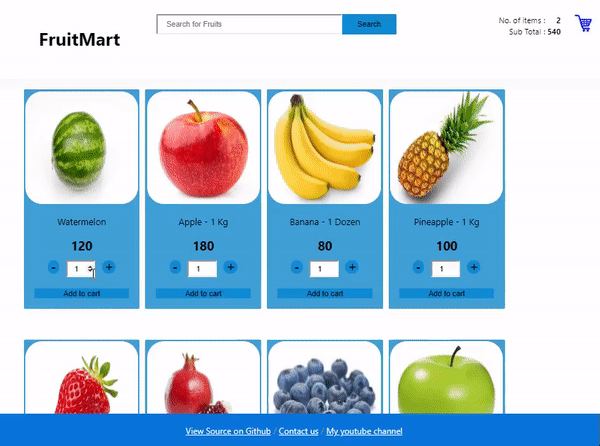 Search for Fruits
Search
No. of items : 2
Sub Total : 540
FruitMart
Watermelon
120
- 1 +
Add to cart
Apple - 1 Kg
180
- 1 +
Add to cart
Banana - 1 Dozen
80
- 1 +
Add to cart
Pineapple - 1 Kg
100
- 1 +
Add to cart
View Source on Github / Contact us / My youtube channel